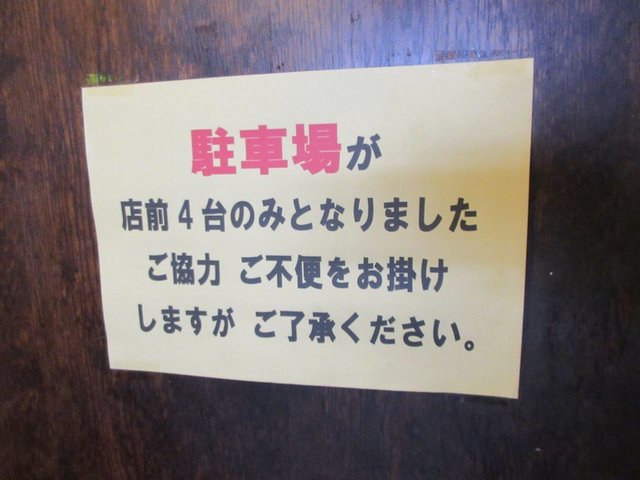 駐車場が
店前4台のみとなりました
ご協力 ご不便をお掛け
しますが ご了承ください。